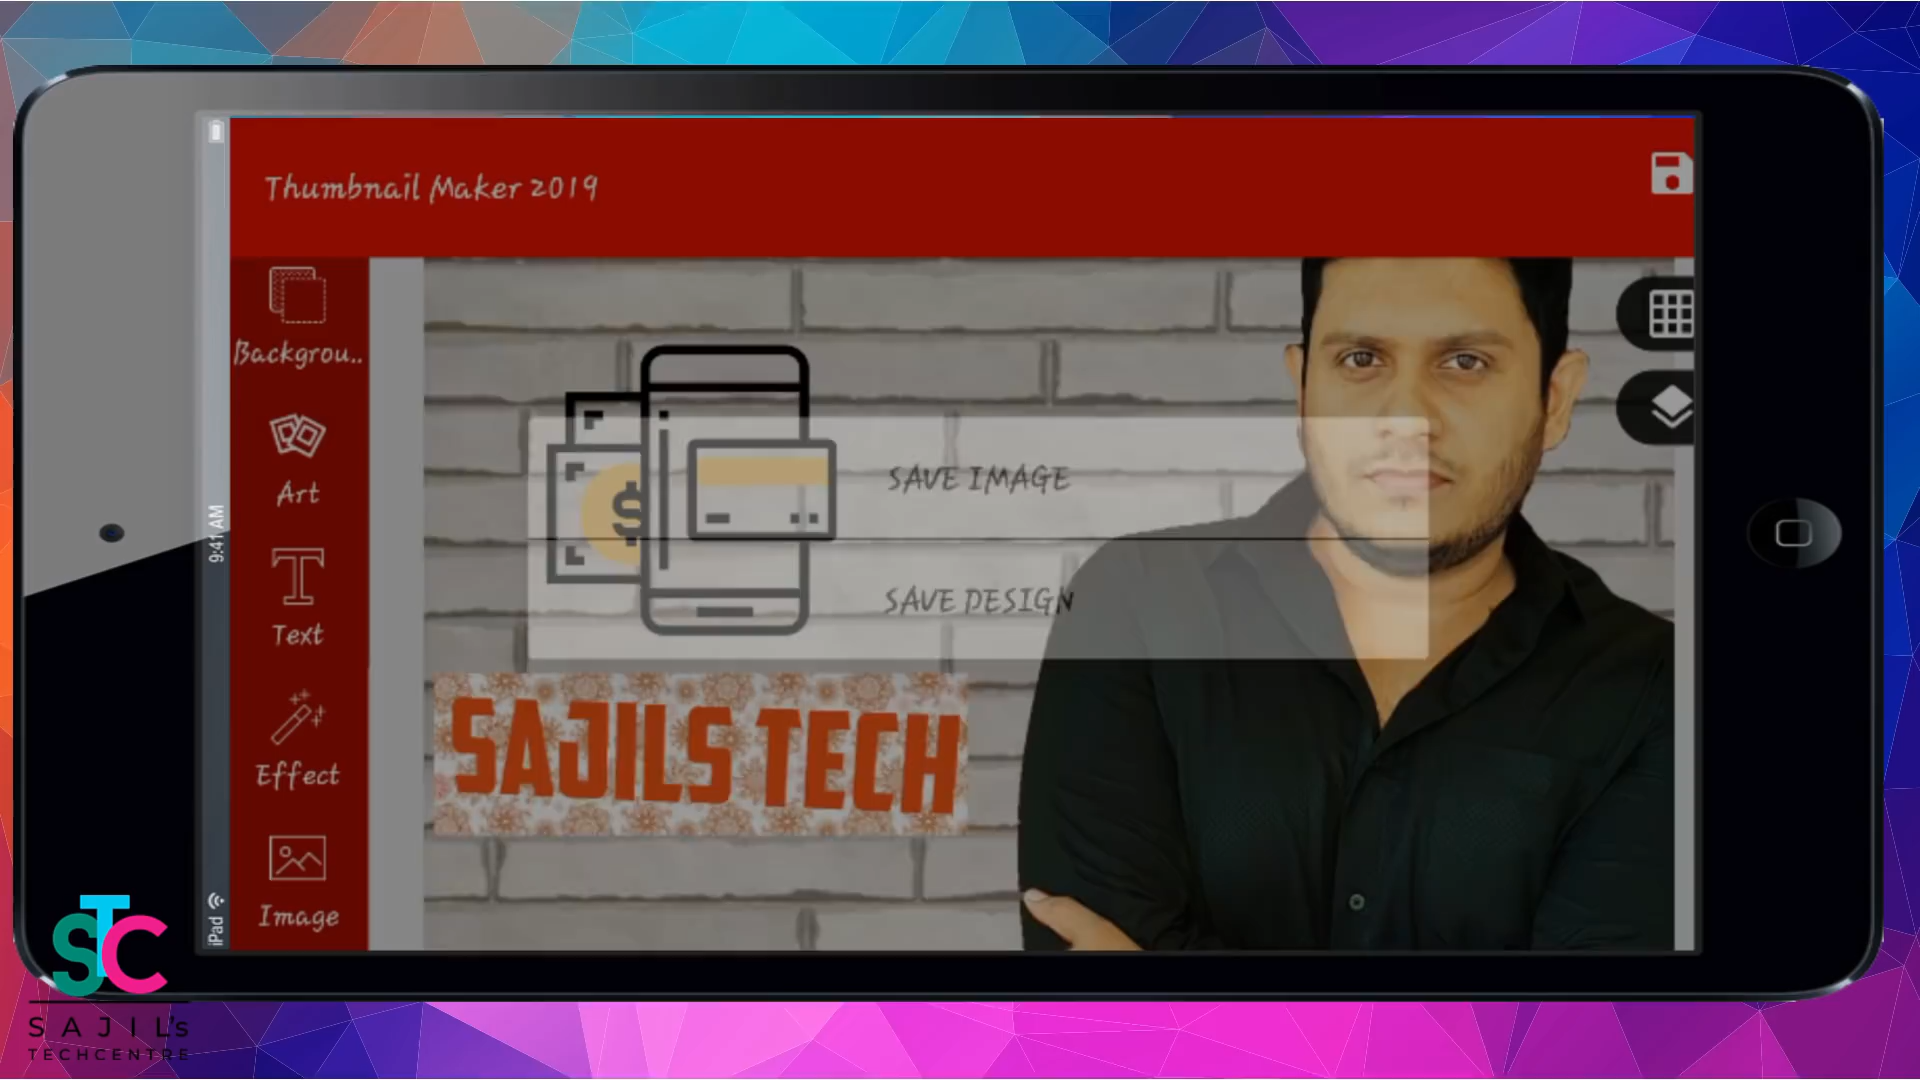 Thumbnail Maker 2019
Backgrou..
Art
Text
Effect
Image
$
SAVE IMAGE
SAVE DESIGN
SAJILS TECH
9:41 AM
iPad
STC
SAJIL's
TECHCENTRE